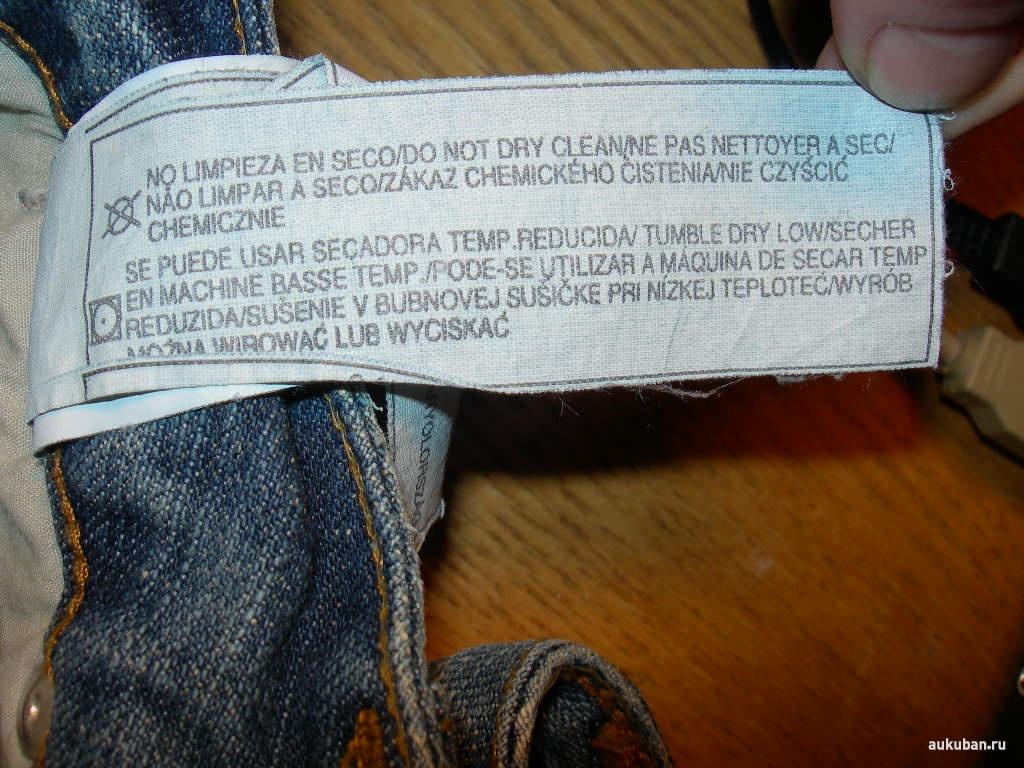 NO LIMPIEZA EN SECO/DO NOT DRY CLEAN/NE PAS NETTOYER A SEC/
NÃO LIMPAR A SECO/ZÁKAZ CHEMICKÉHO ČISTENIA/NIE CZYŚCIĆ
CHEMICZNIE
SE PUEDE USAR SECADORA TEMP.REDUCIDA/ TUMBLE DRY LOW/SECHER
EN MACHINE BASSE TEMP./PODE-SE UTILIZAR A MAQUINA DE SECAR TEMP
REDUZIDA/SUŠENIE V BUBNOVEJ SUŠIČKE PRI NÍZKEJ TEPLOTEĆ/WYRÓB
MOŻNA WIROWAĆ LUB WYCISKAĆ
aukuban.ru